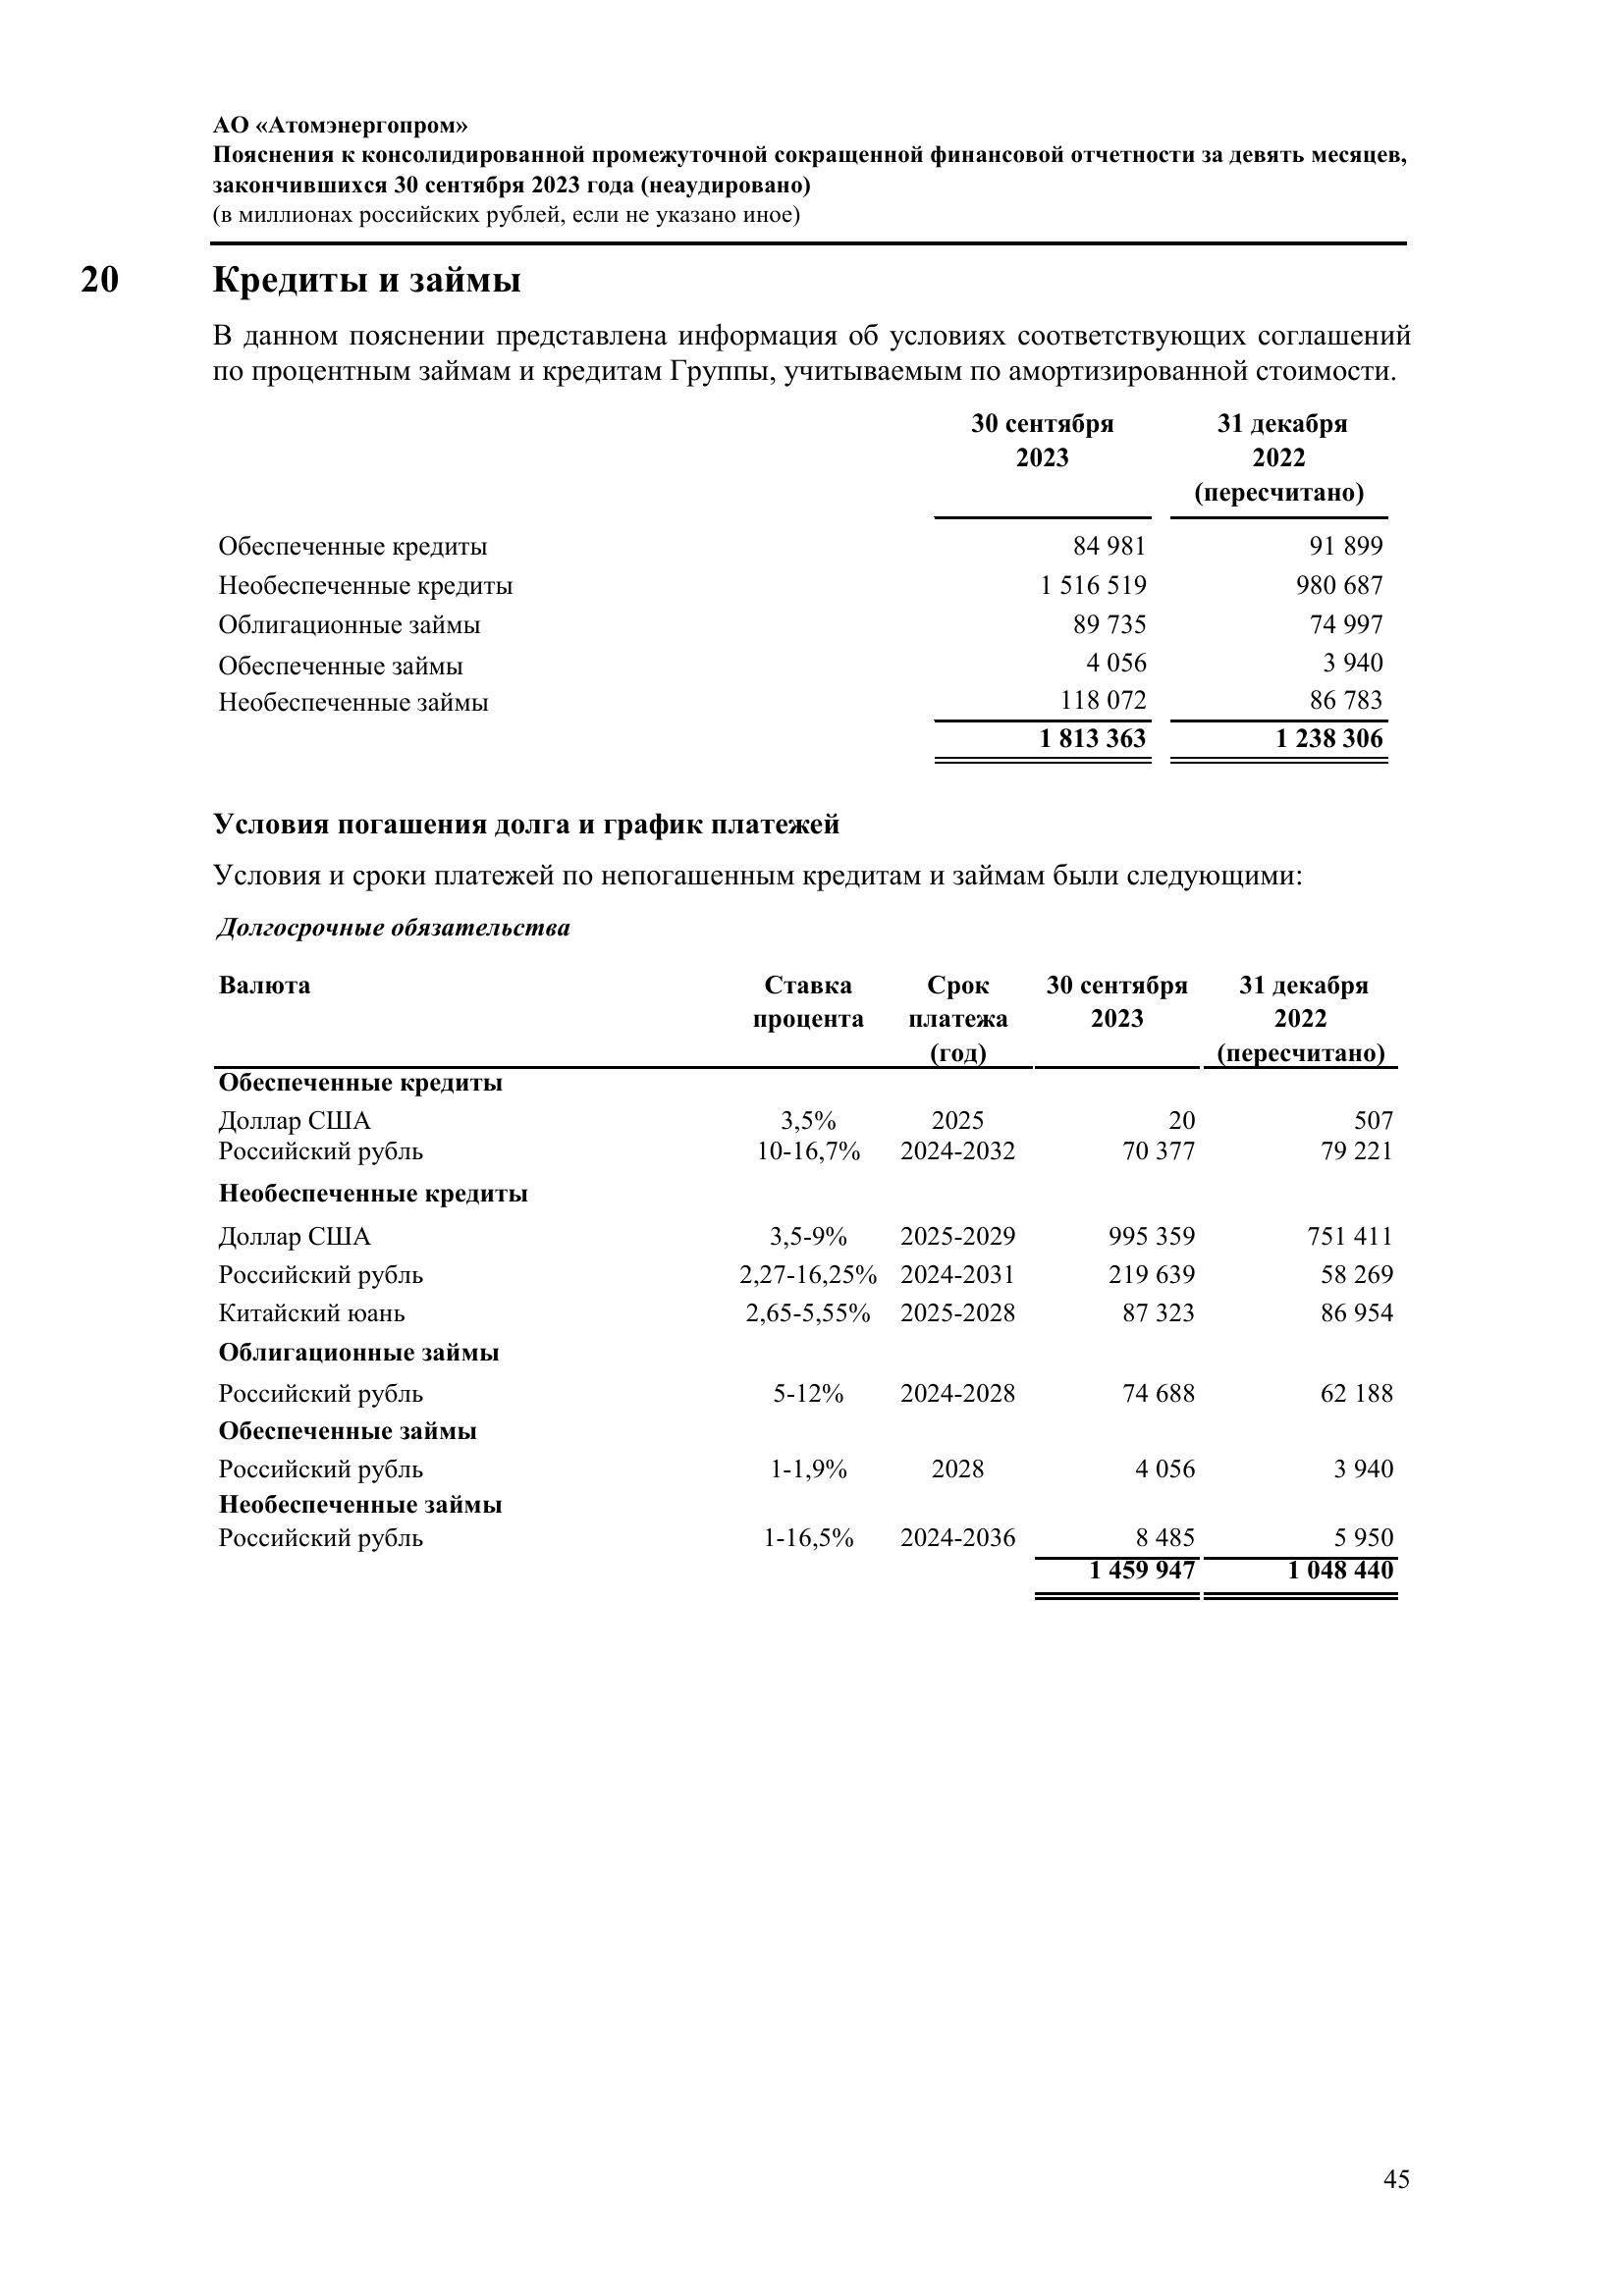 АО «Атомэнергопром»
Пояснения к консолидированной промежуточной сокращенной финансовой отчетности за девять месяцев,
закончившихся 30 сентября 2023 года (неаудировано)
(в миллионах российских рублей, если не указано иное)
20 Кредиты и займы
В данном пояснении представлена информация об условиях соответствующих соглашений
по процентным займам и кредитам Группы, учитываемым по амортизированной стоимости.
30 сентября 31 декабря
2023 2022
(пересчитано)
Обеспеченные кредиты 84 981 91 899
Необеспеченные кредиты 1 516 519 980 687
Облигационные займы 89 735 74 997
Обеспеченные займы 4 056 3 940
Необеспеченные займы 118 072 86 783
1 813 363 1 238 306
Условия погашения долга и график платежей
Условия и сроки платежей по непогашенным кредитам и займам были следующими:
Долгосрочные обязательства
Валюта Ставка Срок 30 сентября 31 декабря
процента платежа 2023 2022
(год) (пересчитано)
Обеспеченные кредиты
Доллар США 3,5% 2025 20 507
Российский рубль 10-16,7% 2024-2032 70 377 79 221
Необеспеченные кредиты
Доллар США 3,5-9% 2025-2029 995 359 751 411
Российский рубль 2,27-16,25% 2024-2031 219 639 58 269
Китайский юань 2,65-5,55% 2025-2028 87 323 86 954
Облигационные займы
Российский рубль 5-12% 2024-2028 74 688 62 188
Обеспеченные займы
Российский рубль 1-1,9% 2028 4 056 3 940
Необеспеченные займы
Российский рубль 1-16,5% 2024-2036 8 485 5 950
1 459 947 1 048 440
45